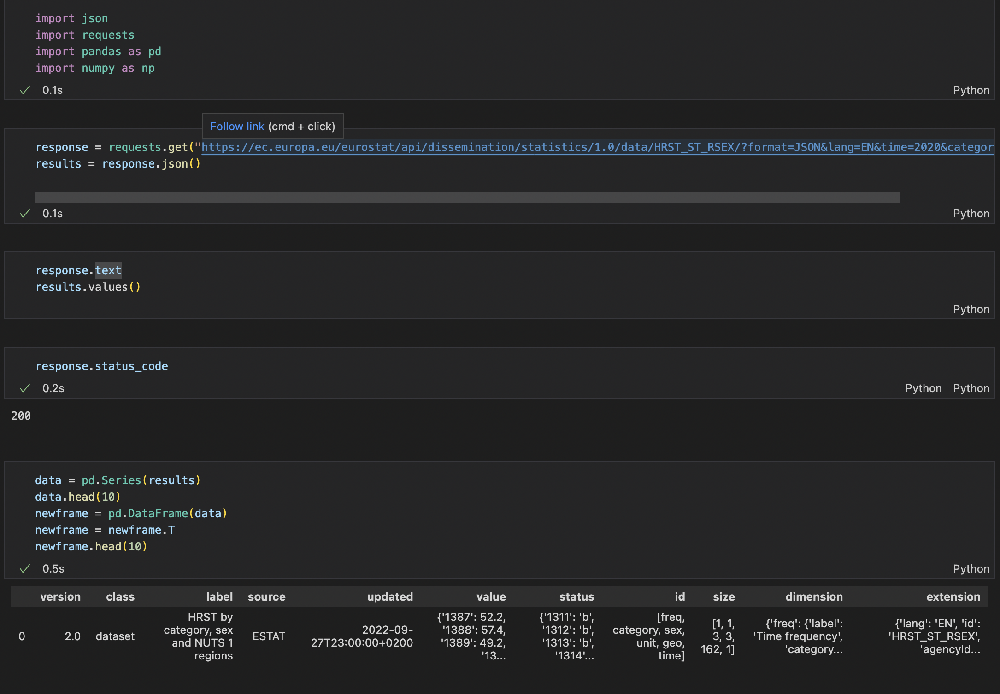 import json
import requests
import pandas as pd
import numpy as np
0.1s
Python
Follow link (cmd + click)
response = requests.get("https://ec.europa.eu/eurostat/api/dissemination/statistics/1.0/data/HRST_ST_RSEX/?format=JSON&lang=EN&time=2020&categor
results = response.json()
0.1s
Python
response.text
results.values()
Python
response.status_code
0.2s
Python Python
200
data = pd.Series(results)
data.head(10)
newframe = pd.DataFrame(data)
newframe = newframe.T
newframe.head(10)
0.5s
Python
version class label source updated value status id size dimension extension
0
2.0
dataset
HRST by
category, sex
and NUTS 1
regions
ESTAT
2022-09-
27T23:00:00+0200
{'1387': 52.2,
'1388': 57.4,
'1389': 49.2,
'13...
{'1311': 'b',
'1312': 'b',
'1313': 'b',
'1314'...
[freq,
category, sex,
unit, geo,
time]
[1, 1,
3, 3,
162, 1]
{'freq': {'label':
'Time frequency',
'category...
{'lang': 'EN', 'id':
'HRST_ST_RSEX',
'agencyId...